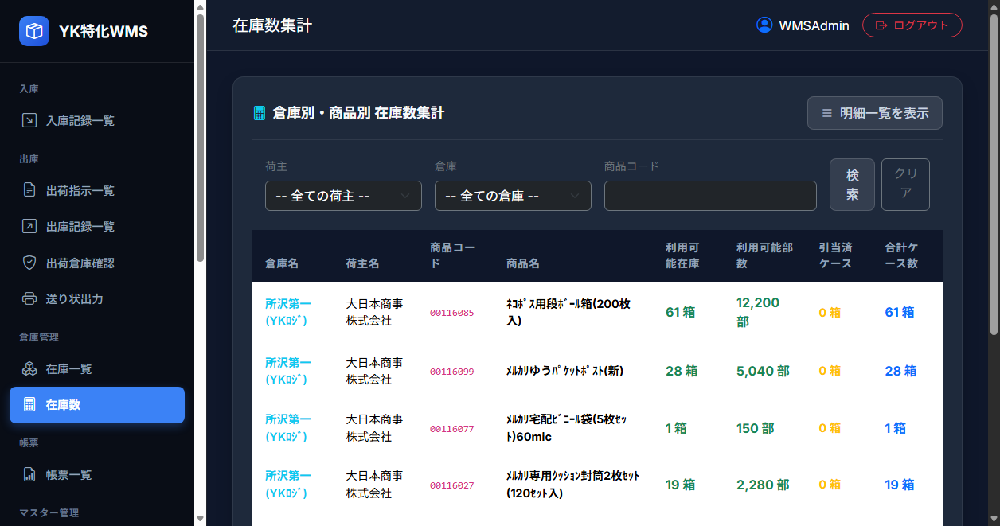 YK特化WMS
入庫
入庫記録一覧
出庫
出荷指示一覧
出庫記録一覧
出荷倉庫確認
送り状出力
倉庫管理
在庫一覧
在庫数
帳票
帳票一覧
マスター管理
在庫数集計
WMSAdmin
ログアウト
倉庫別・商品別 在庫数集計
明細一覧を表示
荷主
倉庫
商品コード
-- 全ての荷主 --
-- 全ての倉庫 --
検
索
クリ
ア
倉庫名
荷主名
商品コー
ド
商品名
利用可
能在庫
利用可能部
数
引当済
ケース
合計ケ
ース数
所沢第一
(YKﾛｼﾞ)
大日本商事
株式会社
00116085
ﾈｺﾎﾟｽ用段ﾎﾞｰﾙ箱(200枚
入)
61 箱
12,200
部
0 箱
61 箱
所沢第一
(YKﾛｼﾞ)
大日本商事
株式会社
00116099
ﾒﾙｶﾘゆうﾊﾟｹｯﾄﾎﾟｽﾄ(新)
28 箱
5,040 部
0 箱
28 箱
所沢第一
(YKﾛｼﾞ)
大日本商事
株式会社
00116077
ﾒﾙｶﾘ宅配ﾋﾞﾆｰﾙ袋(5枚ｾｯ
ﾄ)60mic
1 箱
150 部
0 箱
1 箱
所沢第一
(YKﾛｼﾞ)
大日本商事
株式会社
00116027
ﾒﾙｶﾘ専用ｸｯｼｮﾝ封筒2枚ｾｯﾄ
(120ｾｯﾄ入)
19 箱
2,280 部
0 箱
19 箱